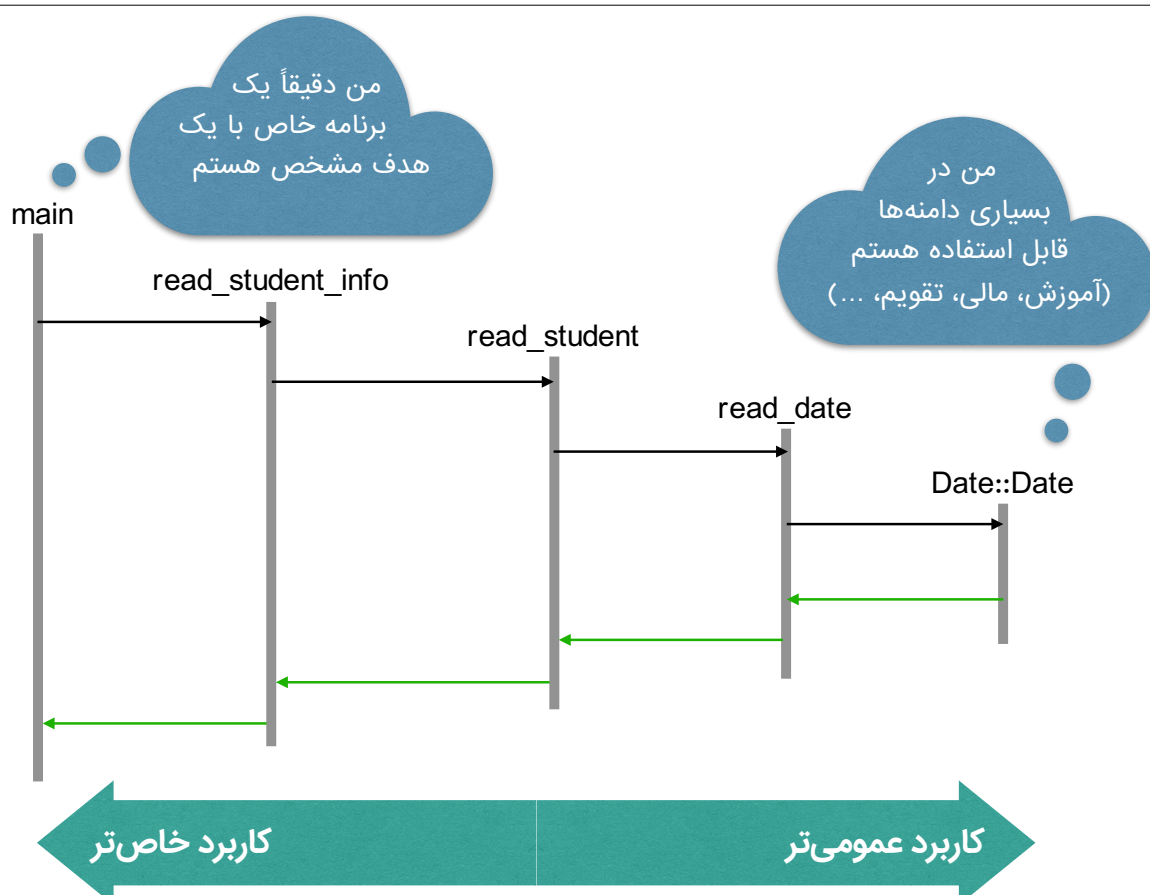 من دقیقاً یک
برنامه خاص با یک
هدف مشخص هستم
من در
بسیاری دامنه‌ها
قابل استفاده هستم
(آموزش، مالی، تقویم، ...)
main
read_student_info
read_student
read_date
Date::Date
کاربرد عمومی‌تر
کاربرد خاص‌تر